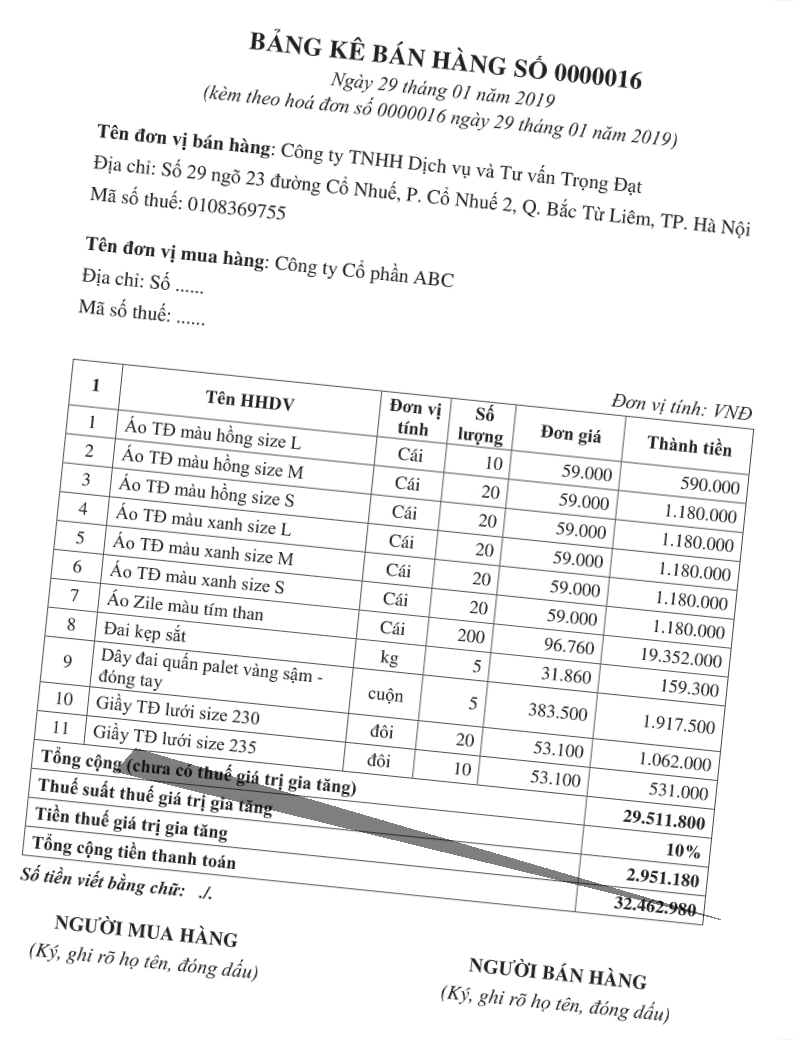 BẢNG KÊ BÁN HÀNG SỐ 0000016
Ngày 29 tháng 01 năm 2019
(kèm theo hoá đơn số 0000016 ngày 29 tháng 01 năm 2019)
Tên đơn vị bán hàng: Công ty TNHH Dịch vụ và Tư vấn Trọng Đạt
Địa chỉ: Số 29 ngõ 23 đường Cổ Nhuế, P. Cổ Nhuế 2, Q. Bắc Từ Liêm, TP. Hà Nội
Mã số thuế: 0108369755
Tên đơn vị mua hàng: Công ty Cổ phần ABC
Địa chỉ: Số ......
Mã số thuế: ......
Đơn vị tính: VNĐ
1 Tên HHDV Đơn vị tính Số lượng Đơn giá Thành tiền
1 Áo TĐ màu hồng size L Cái 10 59.000 590.000
2 Áo TĐ màu hồng size M Cái 20 59.000 1.180.000
3 Áo TĐ màu hồng size S Cái 20 59.000 1.180.000
4 Áo TĐ màu xanh size L Cái 20 59.000 1.180.000
5 Áo TĐ màu xanh size M Cái 20 59.000 1.180.000
6 Áo TĐ màu xanh size S Cái 20 59.000 1.180.000
7 Áo Zile màu tím than Cái 200 96.760 19.352.000
8 Đai kẹp sắt kg 5 31.860 159.300
9 Dây đai quấn palet vàng sậm - đóng tay cuộn 5 383.500 1.917.500
10 Giầy TĐ lưới size 230 đôi 20 53.100 1.062.000
11 Giầy TĐ lưới size 235 đôi 10 53.100 531.000
Tổng cộng (chưa có thuế giá trị gia tăng) 29.511.800
Thuế suất thuế giá trị gia tăng 10%
Tiền thuế giá trị gia tăng 2.951.180
Tổng cộng tiền thanh toán 32.462.980
Số tiền viết bằng chữ: ./.
NGƯỜI MUA HÀNG
(Ký, ghi rõ họ tên, đóng dấu)
NGƯỜI BÁN HÀNG
(Ký, ghi rõ họ tên, đóng dấu)